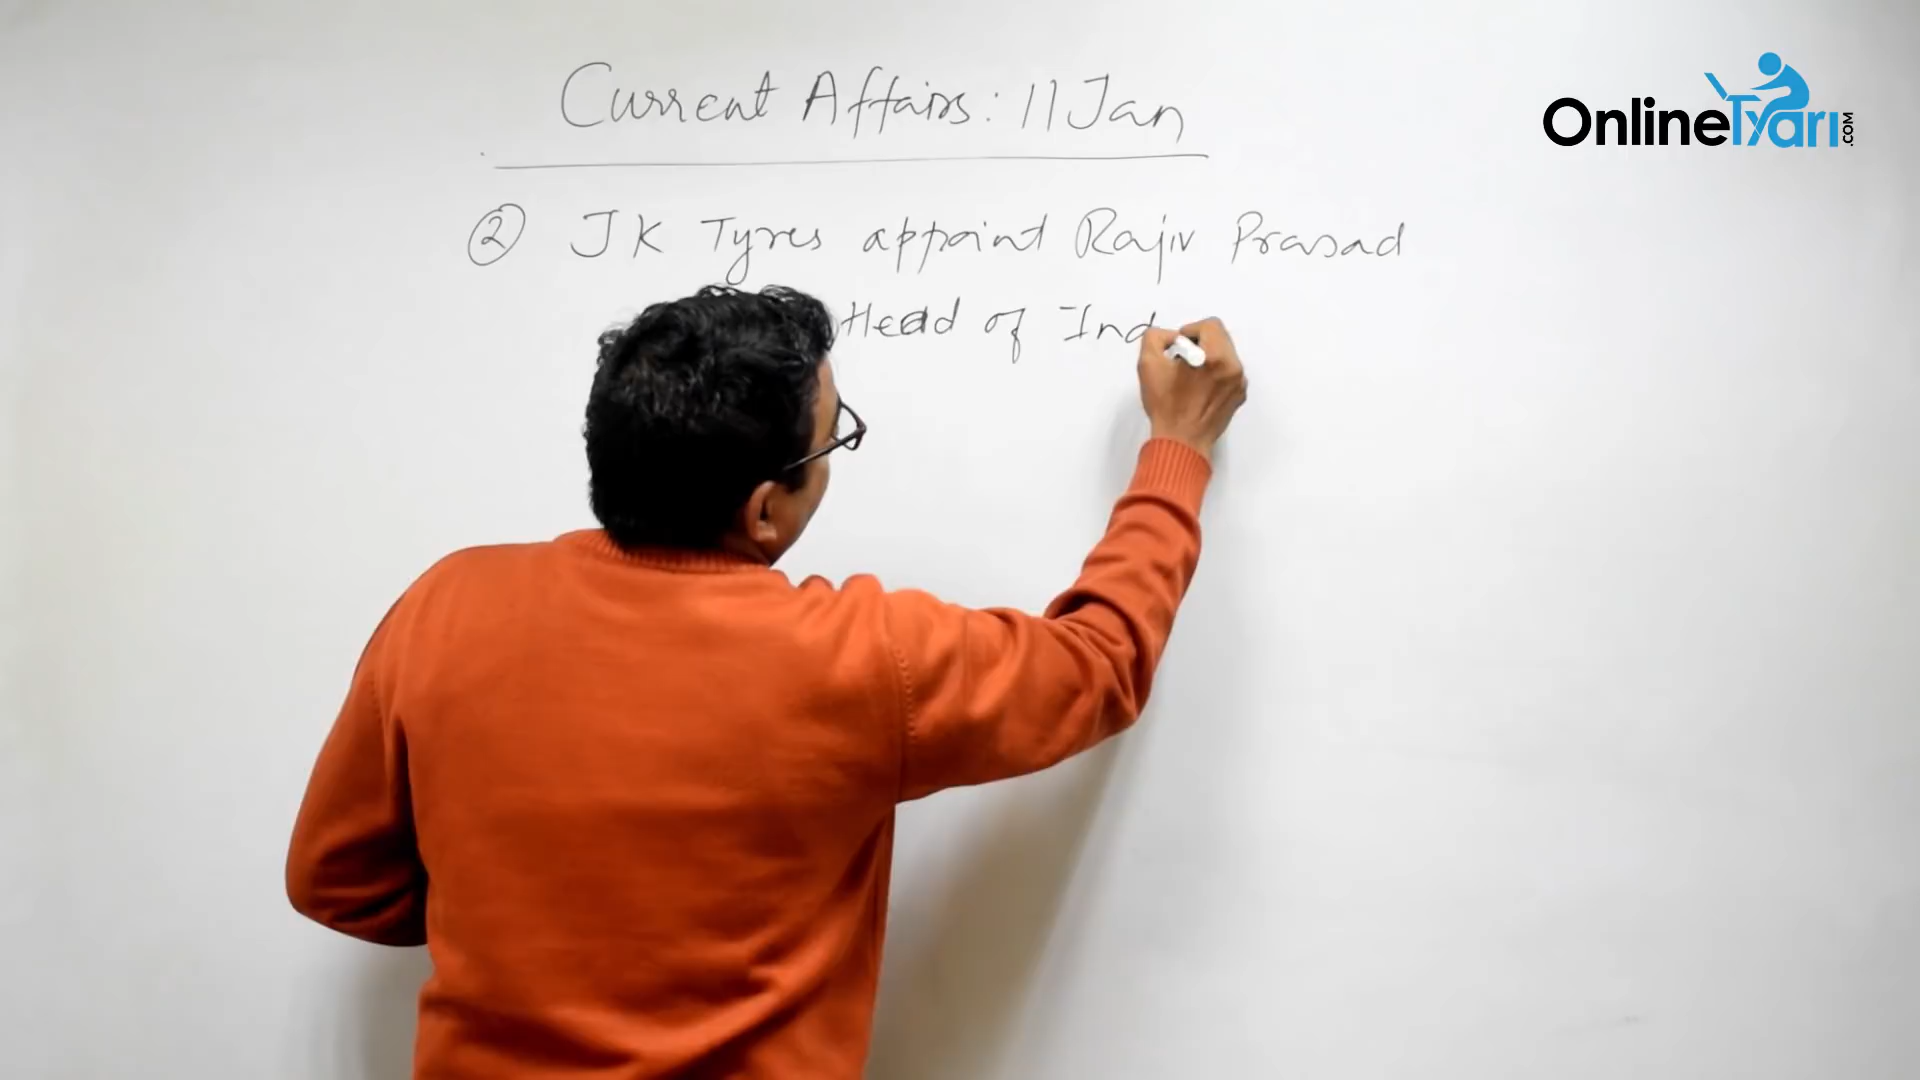 Current Affairs: 11 Jan
OnlineTyari.COM
② JK Tyres appoint Rajiv Prasad
Head of Ind